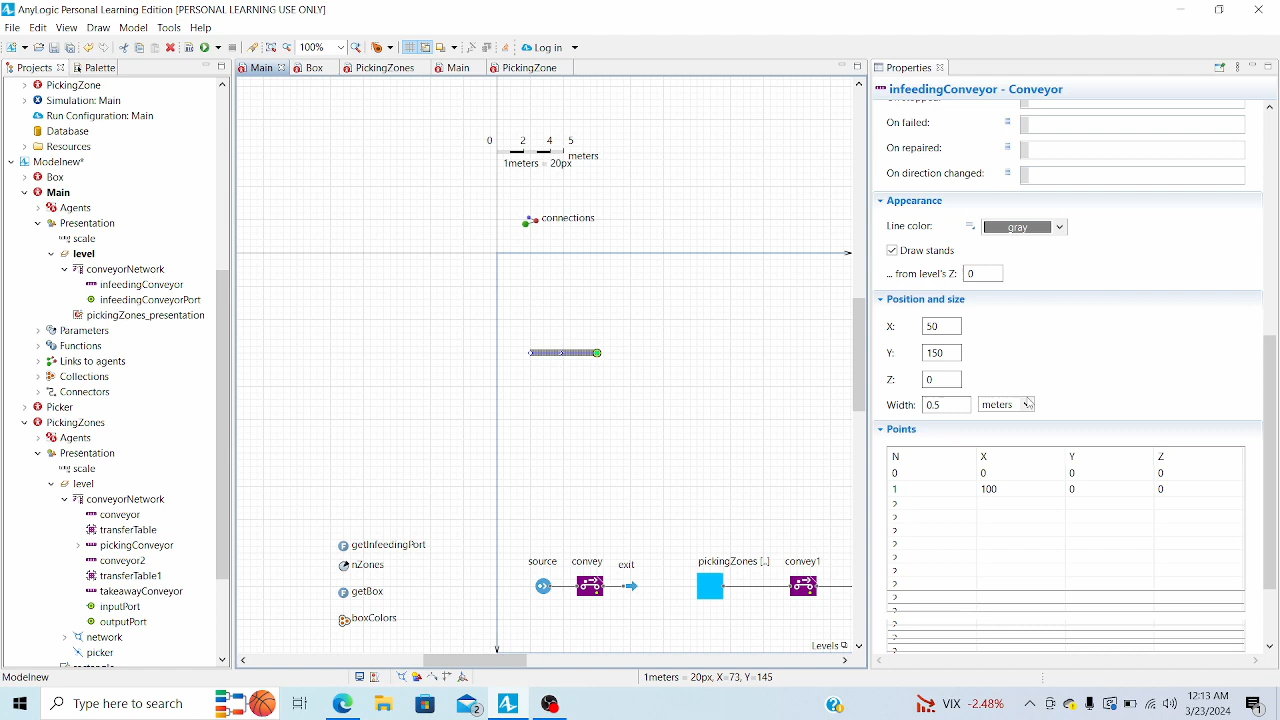 AnyLogic Personal Learning Edition [PERSONAL LEARNING USE ONLY]
File Edit View Draw Model Tools Help
100% Log in
Projects Palette
Main Box PickingZones Main PickingZone
Properties
PickingZone
Simulation: Main
Run Configuration: Main
Database
Resources
Modelnew*
Box
Main
Agents
Presentation
scale
level
conveyorNetwork
infeedingConveyor
infeedingConveyorPort
pickingZones_presentation
Parameters
Functions
Links to agents
Collections
Connectors
Picker
PickingZones
Agents
Presentation
scale
level
conveyorNetwork
conveyor
transferTable
pickingConveyor
conveyor2
transferTable1
takeawayConveyor
inputPort
outputPort
network
picker
0 2 4 5
meters
1meters = 20px
connections
getInfeedingPort
nZones
getBox
boxColors
source convey exit pickingZones [..] convey1
Levels
infeedingConveyor - Conveyor
On failed:
On repaired:
On direction changed:
Appearance
Line color: gray
Draw stands
... from level's Z: 0
Position and size
X: 50
Y: 150
Z: 0
Width: 0.5 meters
Points
N X Y Z
0 0 0 0
1 100 0 0
Modelnew 1meters = 20px, X=73, Y=145
Type here to search
VIX -2.48%
10:13 AM
3/23/2024